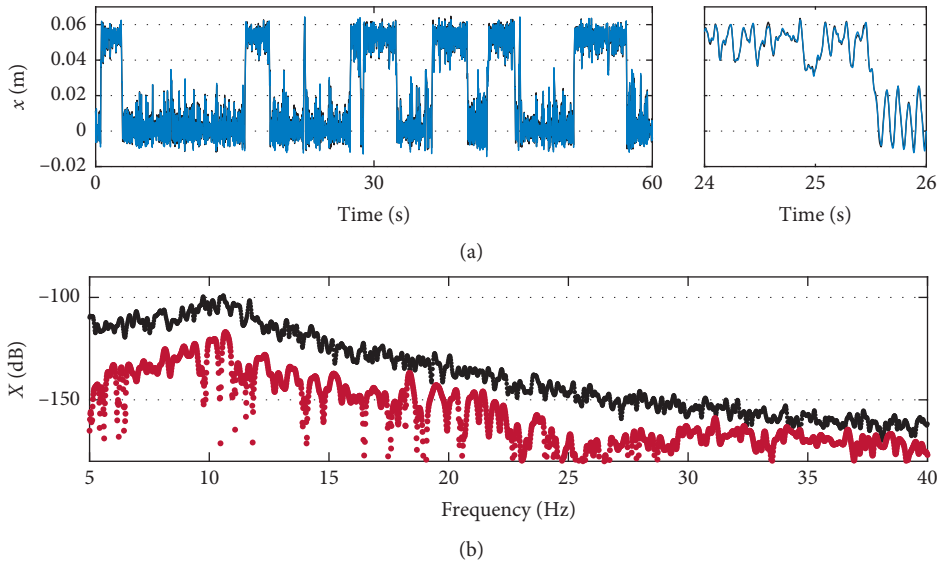 0.06
0.04
0.02
0
−0.02
x (m)
0 30 60
Time (s)
24 25 26
Time (s)
(a)
−100
−150
X (dB)
5 10 15 20 25 30 35 40
Frequency (Hz)
(b)